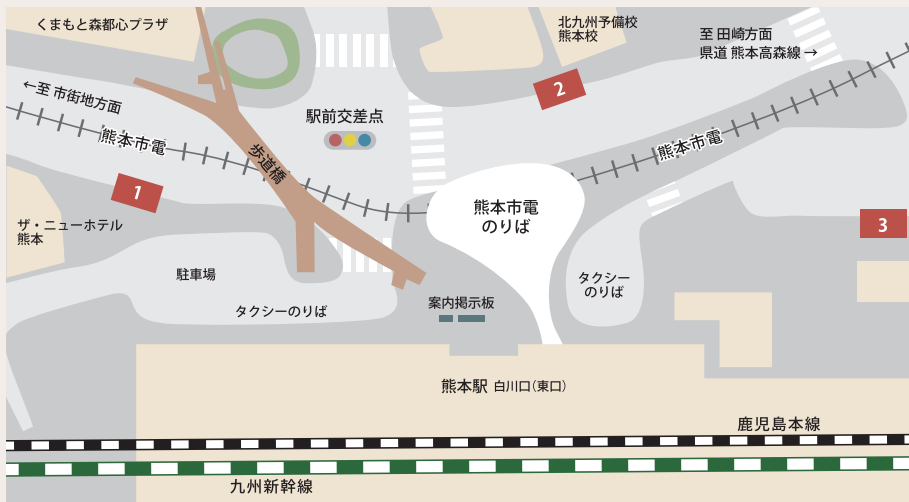 くまもと森都心プラザ
北九州予備校
熊本校
至 田崎方面
県道 熊本高森線→
←至 市街地方面
熊本市電
駅前交差点
2
歩道橋
熊本市電
1
熊本市電
のりば
3
ザ・ニューホテル
熊本
駐車場
タクシーのりば
タクシー
のりば
案内掲示板
熊本駅 白川口(東口)
鹿児島本線
九州新幹線